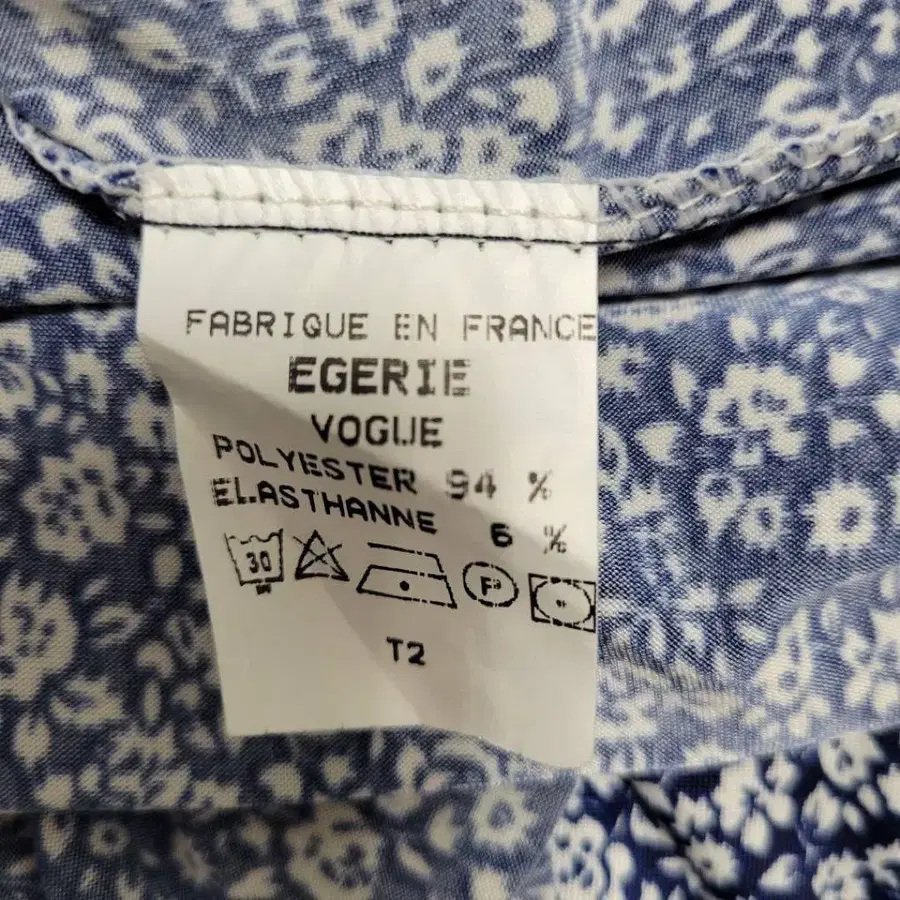 FABRIQUE EN FRANCE
EGERIE
VOGUE
POLYESTER 94 %
ELASTHANNE 6 %
30 P
T2